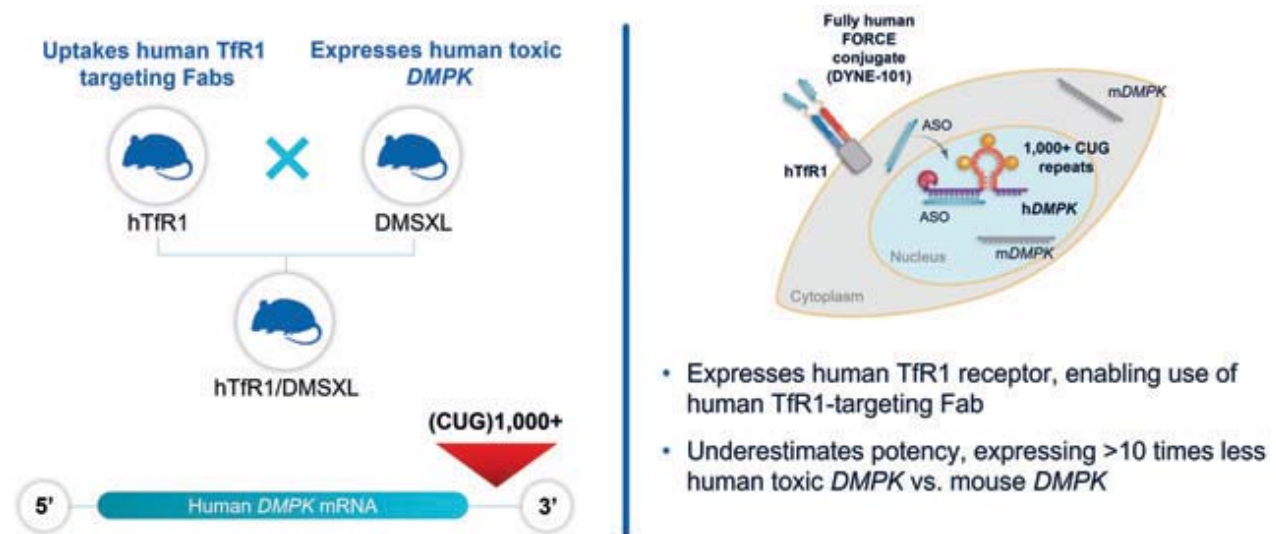 Uptakes human TfR1
targeting Fabs
Expresses human toxic
DMPK
hTfR1
DMSXL
hTfR1/DMSXL
(CUG)1,000+
5’
Human DMPK mRNA
3’
Fully human
FORCE
conjugate
(DYNE-101)
mDMPK
ASO
hTfR1
1,000+ CUG
repeats
ASO
hDMPK
Nucleus
mDMPK
Cytoplasm
• Expresses human TfR1 receptor, enabling use of
human TfR1-targeting Fab
• Underestimates potency, expressing >10 times less
human toxic DMPK vs. mouse DMPK